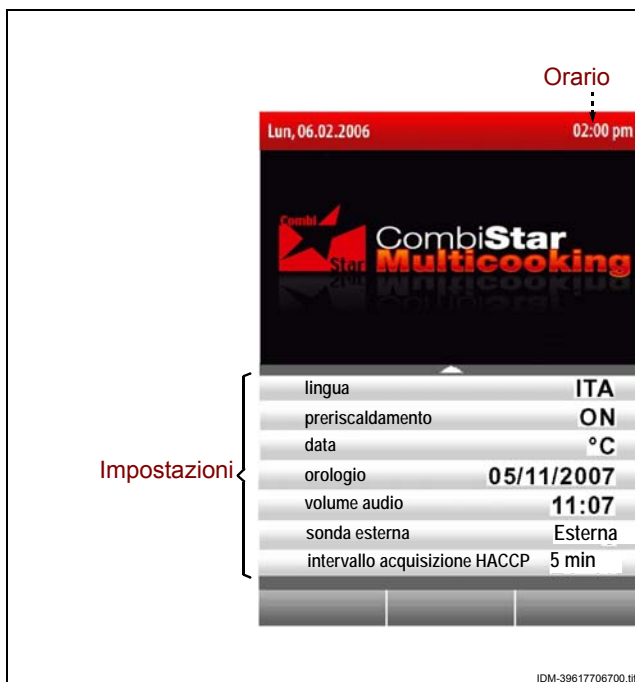 Orario
Lun, 06.02.2006 02:00 pm
Combi
Star
CombiStar
Multicooking
lingua ITA
preriscaldamento ON
data °C
orologio 05/11/2007
volume audio 11:07
sonda esterna Esterna
intervallo acquisizione HACCP 5 min
Impostazioni
IDM-39617706700.tif